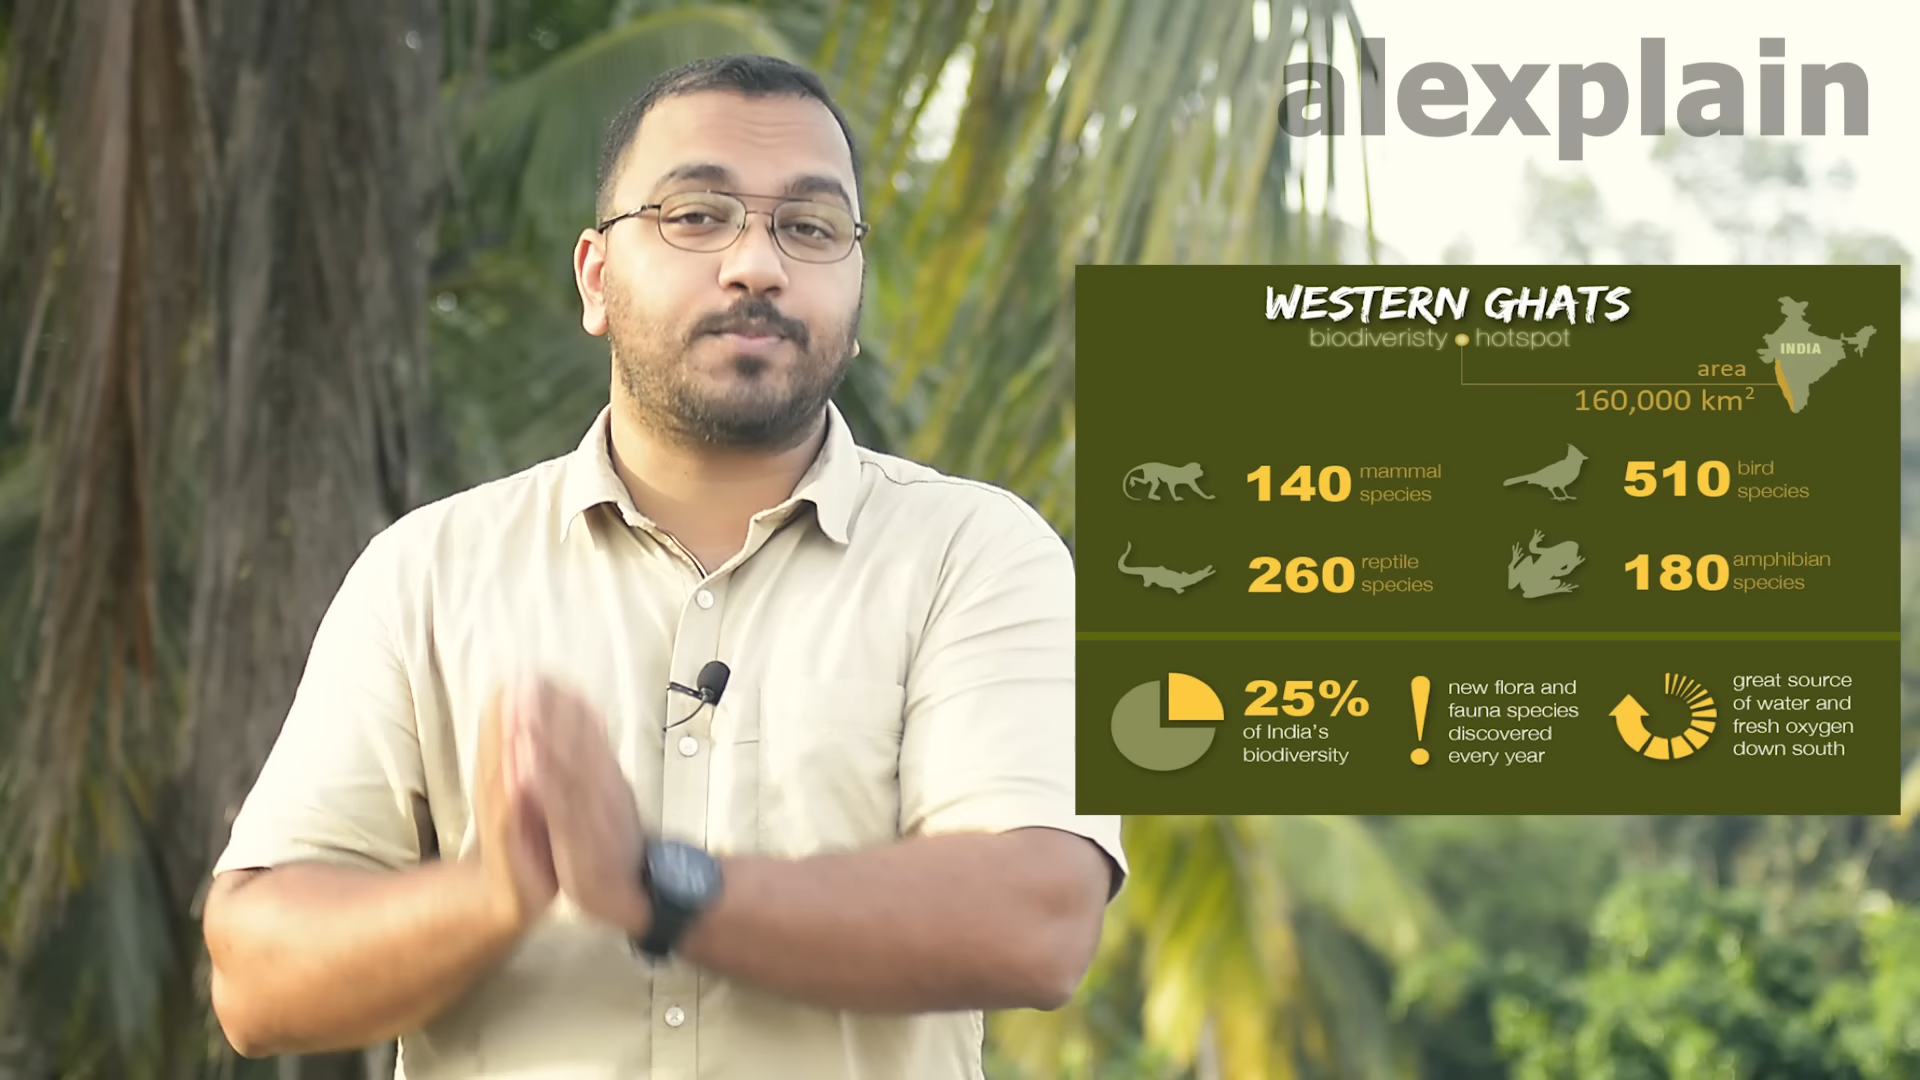 alexplain
WESTERN GHATS
biodiveristy hotspot
INDIA
area
160,000 km²
140 mammal species
510 bird species
260 reptile species
180 amphibian species
25%
of India's
biodiversity
new flora and
fauna species
discovered
every year
great source
of water and
fresh oxygen
down south